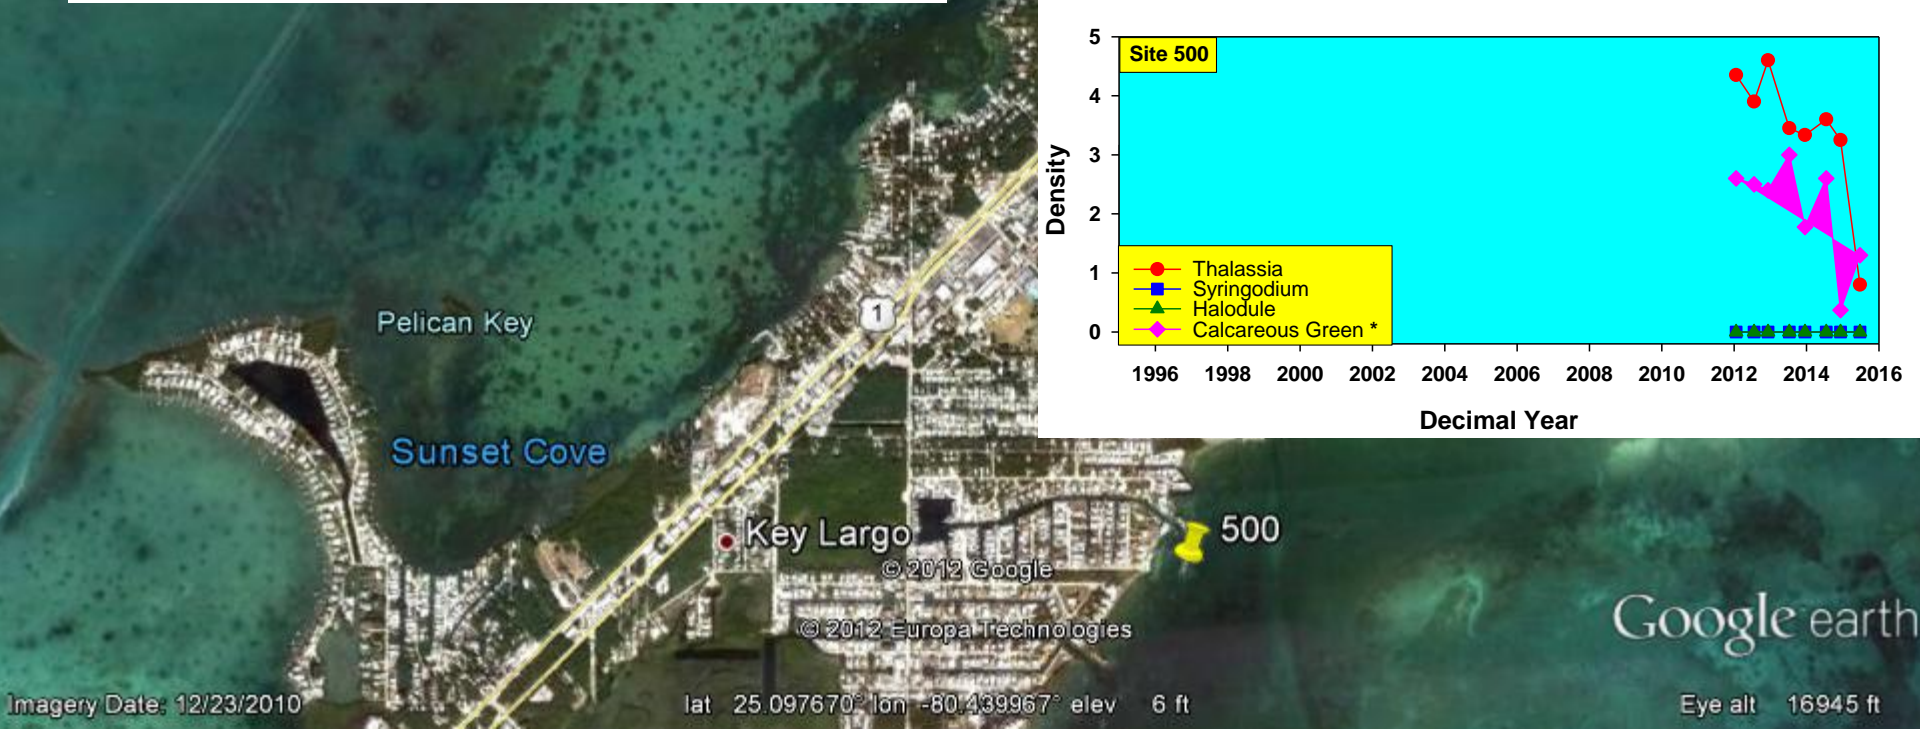 Site 500
5
4
3
2
1
0
Density
Thalassia
Syringodium
Halodule
Calcareous Green *
1996 1998 2000 2002 2004 2006 2008 2010 2012 2014 2016
Decimal Year
1
Pelican Key
Sunset Cove
Key Largo
500
© 2012 Google
© 2012 Europa Technologies
Google earth
Imagery Date: 12/23/2010
lat 25.097670° lon -80.439967° elev 6 ft
Eye alt 16945 ft